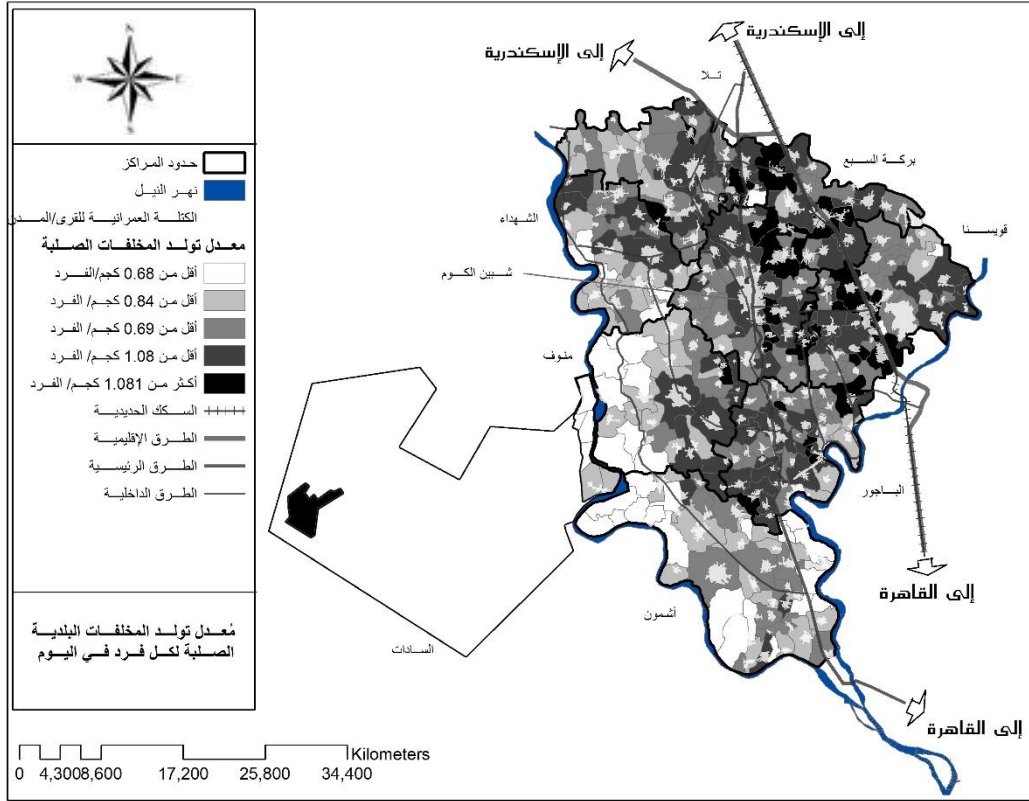 N
W
E
S
حدود المراكز
نهر النيل
الكتلة العمرانية للقرى/المدن
معدل تولد المخلفات الصلبة
أقل من 0.68 كجم/الفرد
أقل من 0.84 كجم/ الفرد
أقل من 0.69 كجم/ الفرد
أقل من 1.08 كجم/ الفرد
أكثر من 1.081 كجم/ الفرد
السكك الحديدية
الطرق الإقليمية
الطرق الرئيسية
الطرق الداخلية
مُعدل تولد المخلفات البلدية
الصلبة لكل فرد في اليوم
إلى الإسكندرية
إلى الإسكندرية
تلا
بركة السبع
الشهداء
قويسنا
شبين الكوم
منوف
الباجور
إلى القاهرة
أشمون
السادات
إلى القاهرة
Kilometers
0 4,300 8,600 17,200 25,800 34,400